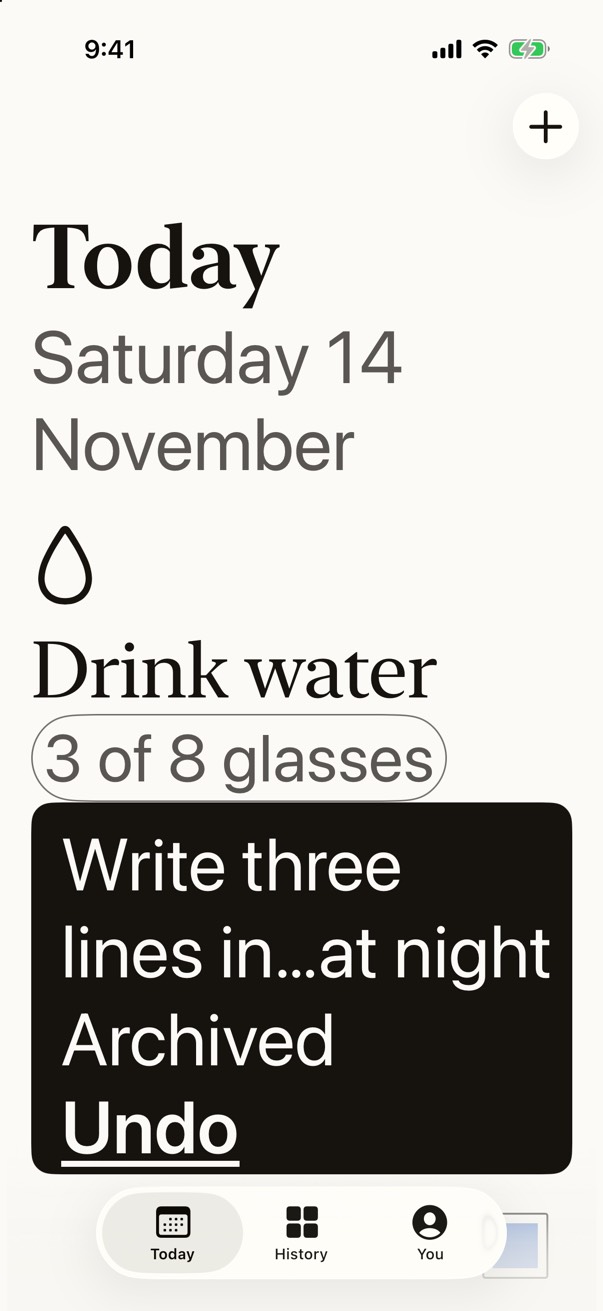 9:41
Today
Saturday 14
November
Drink water
3 of 8 glasses
Write three
lines in…at night
Archived
Undo
Today
History
You